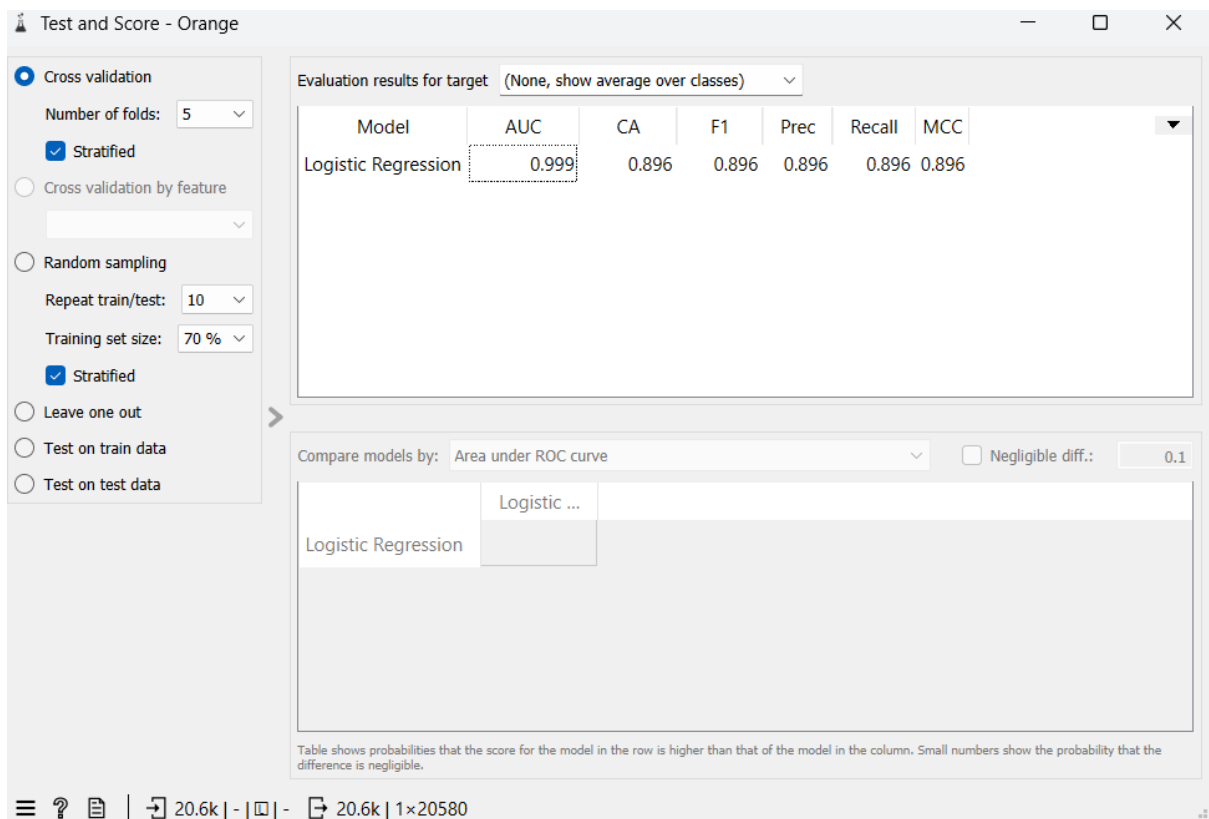 Test and Score - Orange
Cross validation
Number of folds: 5
Stratified
Cross validation by feature
Random sampling
Repeat train/test: 10
Training set size: 70 %
Stratified
Leave one out
Test on train data
Test on test data
Evaluation results for target (None, show average over classes)
Model AUC CA F1 Prec Recall MCC
Logistic Regression 0.999 0.896 0.896 0.896 0.896 0.896
Compare models by: Area under ROC curve Negligible diff.: 0.1
Logistic ...
Logistic Regression
Table shows probabilities that the score for the model in the row is higher than that of the model in the column. Small numbers show the probability that the
difference is negligible.
20.6k | - | - 20.6k | 1×20580